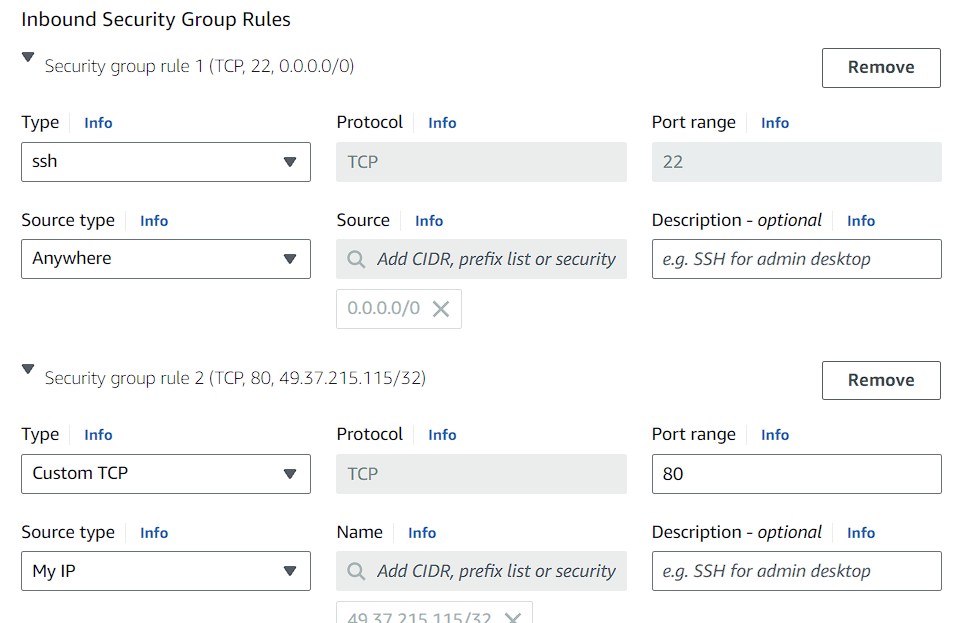 Inbound Security Group Rules
Security group rule 1 (TCP, 22, 0.0.0.0/0)
Remove
Type Info Protocol Info Port range Info
ssh TCP 22
Source type Info Source Info Description - optional Info
Anywhere Add CIDR, prefix list or security e.g. SSH for admin desktop
0.0.0.0/0
Security group rule 2 (TCP, 80, 49.37.215.115/32)
Remove
Type Info Protocol Info Port range Info
Custom TCP TCP 80
Source type Info Name Info Description - optional Info
My IP Add CIDR, prefix list or security e.g. SSH for admin desktop
49.37.215.115/32